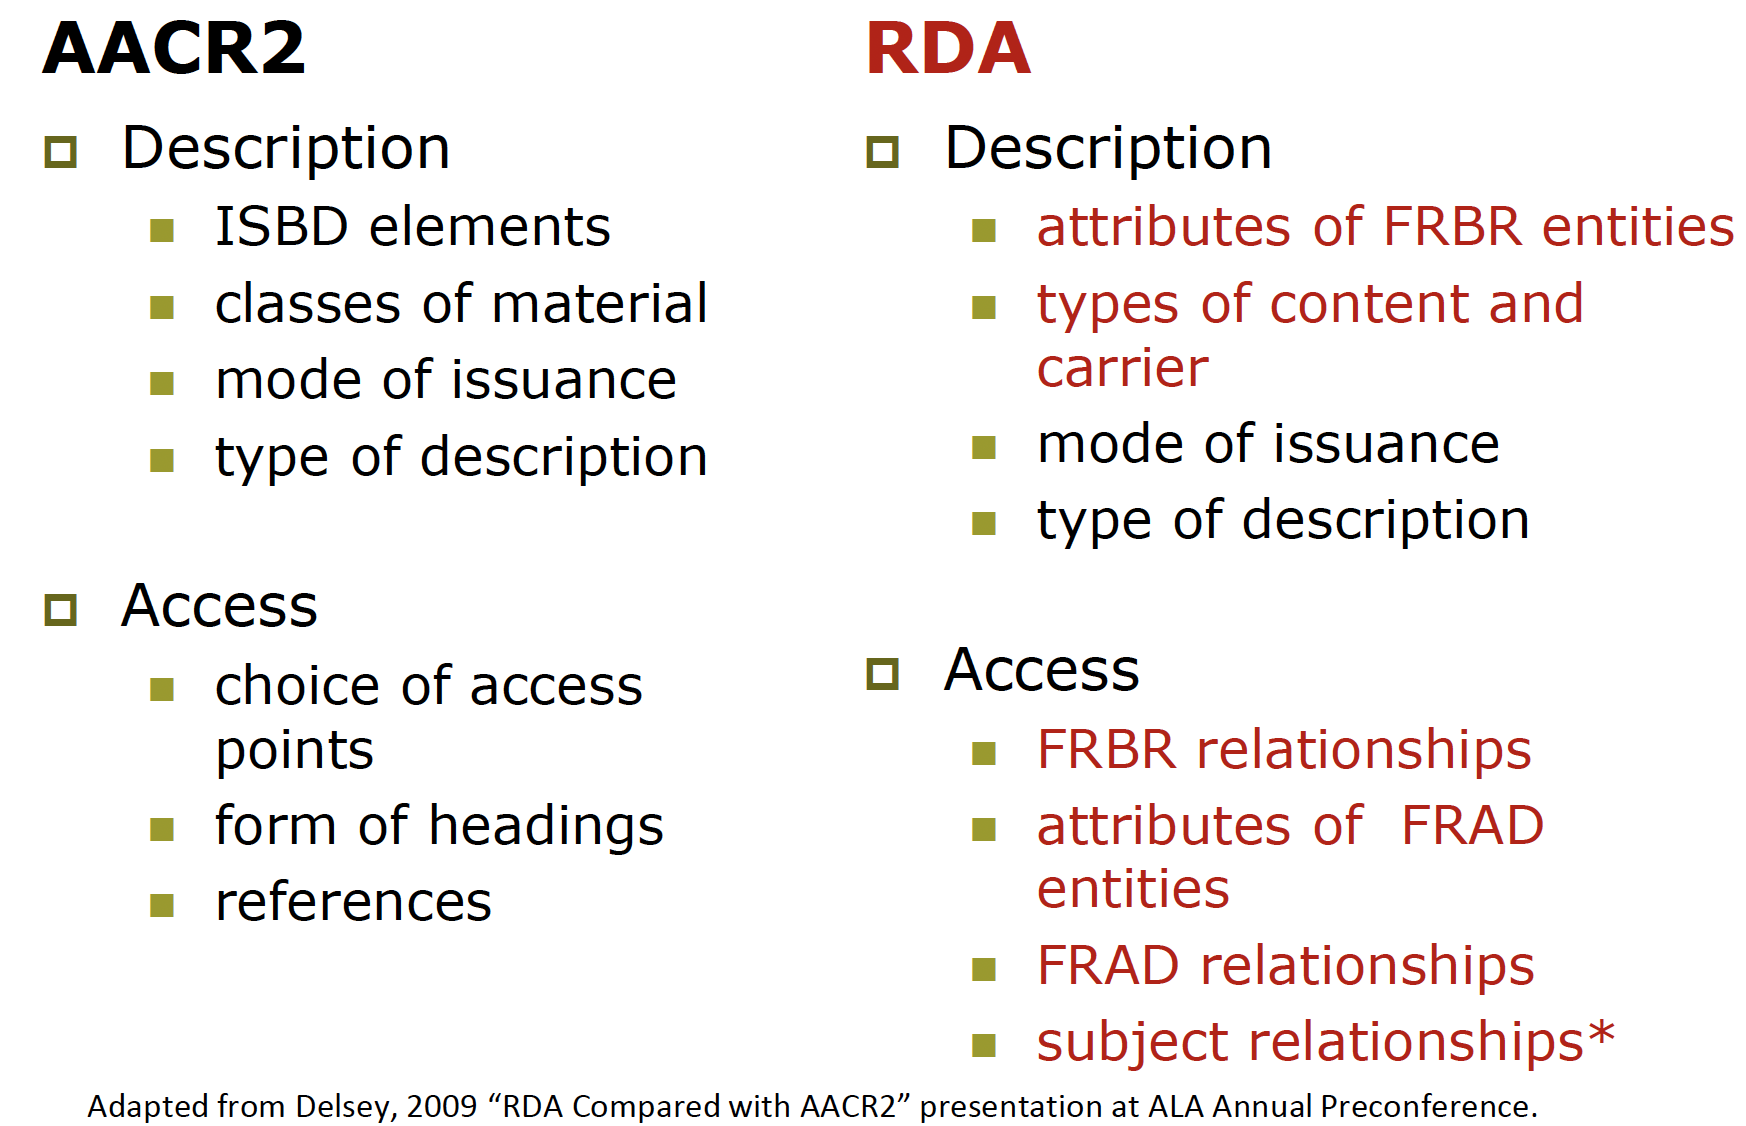 AACR2
Description
ISBD elements
classes of material
mode of issuance
type of description
Access
choice of access
points
form of headings
references
RDA
Description
attributes of FRBR entities
types of content and
carrier
mode of issuance
type of description
Access
FRBR relationships
attributes of  FRAD
entities
FRAD relationships
subject relationships*
Adapted from Delsey, 2009 “RDA Compared with AACR2” presentation at ALA Annual Preconference.